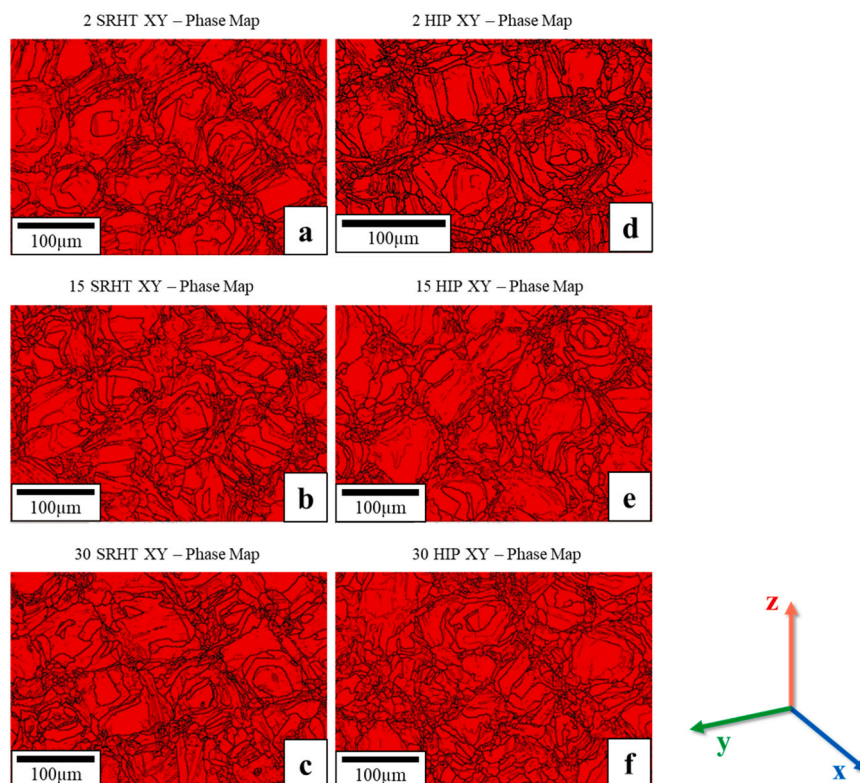 2 SRHT XY – Phase Map
2 HIP XY – Phase Map
100µm
a
100µm
d
15 SRHT XY – Phase Map
15 HIP XY – Phase Map
100µm
b
100µm
e
30 SRHT XY – Phase Map
30 HIP XY – Phase Map
100µm
c
100µm
f
z
y
x